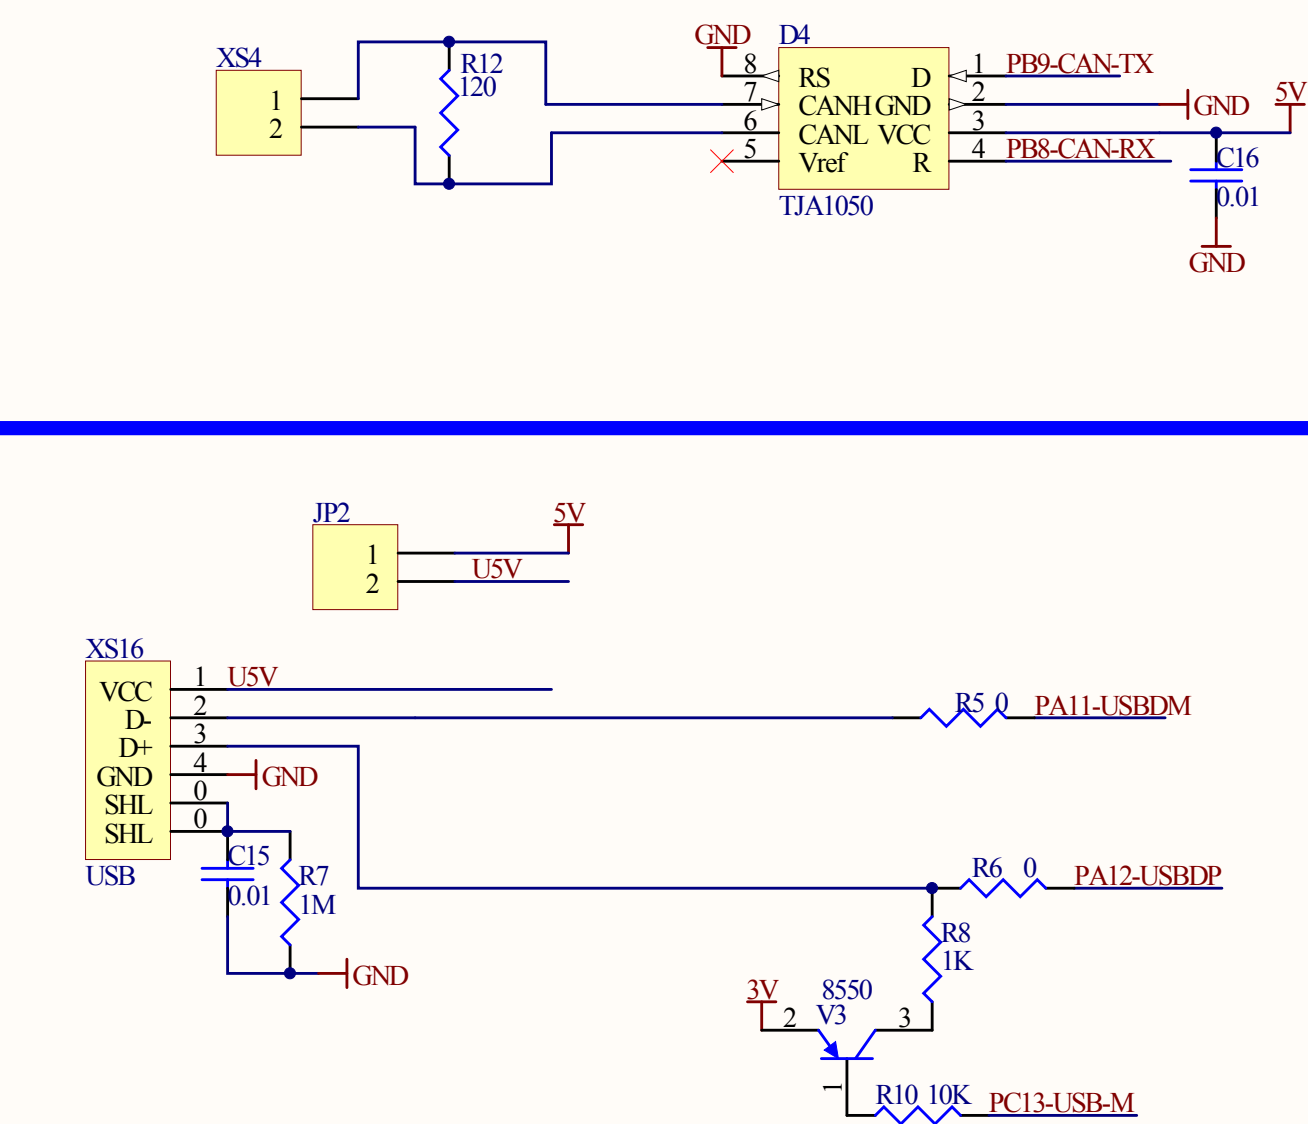 GND
D4
XS4
R12
120
1
2
8
7
6
5
RS
CANH
CANL
Vref
D
GND
VCC
R
1
2
3
4
PB9-CAN-TX
GND
5V
PB8-CAN-RX
C16
0.01
TJA1050
GND
JP2
5V
1
2
U5V
XS16
VCC
D-
D+
GND
SHL
SHL
1
2
3
4
0
0
U5V
R5 0
PA11-USBDM
GND
USB
C15
0.01
R7
1M
GND
R6 0
PA12-USBDP
R8
1K
3V
8550
V3
2
3
1
R10 10K
PC13-USB-M